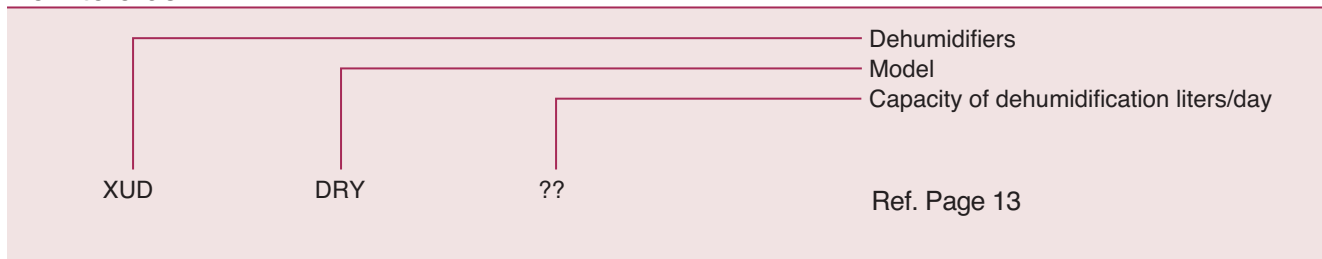 Dehumidifiers
Model
Capacity of dehumidification liters/day
XUD DRY ??
Ref. Page 13